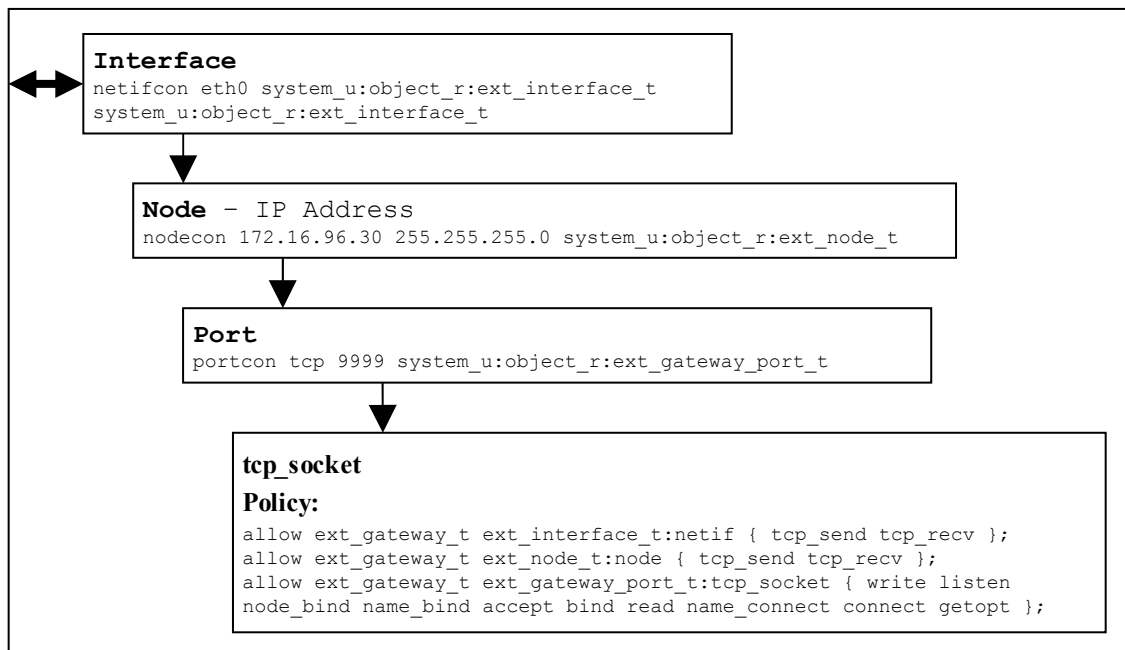 Interface
netifcon eth0 system_u:object_r:ext_interface_t
system_u:object_r:ext_interface_t
Node – IP Address
nodecon 172.16.96.30 255.255.255.0 system_u:object_r:ext_node_t
Port
portcon tcp 9999 system_u:object_r:ext_gateway_port_t
tcp_socket
Policy:
allow ext_gateway_t ext_interface_t:netif { tcp_send tcp_recv };
allow ext_gateway_t ext_node_t:node { tcp_send tcp_recv };
allow ext_gateway_t ext_gateway_port_t:tcp_socket { write listen
node_bind name_bind accept bind read name_connect connect getopt };